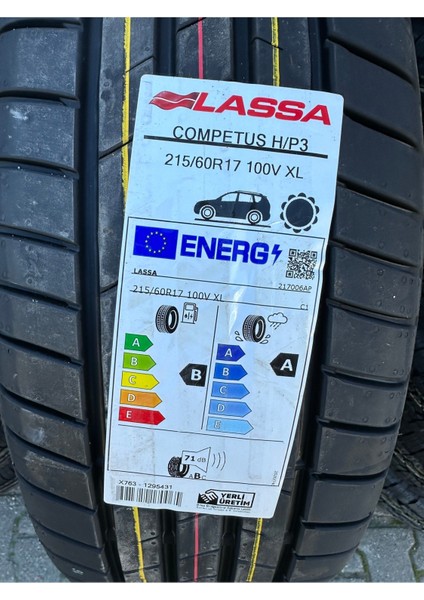 LASSA
COMPETUS H/P3
215/60R17 100V XL
ENERG
LASSA
217006AP
215/60R17 100V XL
C1
A
B
C
D
E
B
A
B
C
D
E
A
71 dB
ABC
X763 - 1295431
YERLİ
ÜRETİM